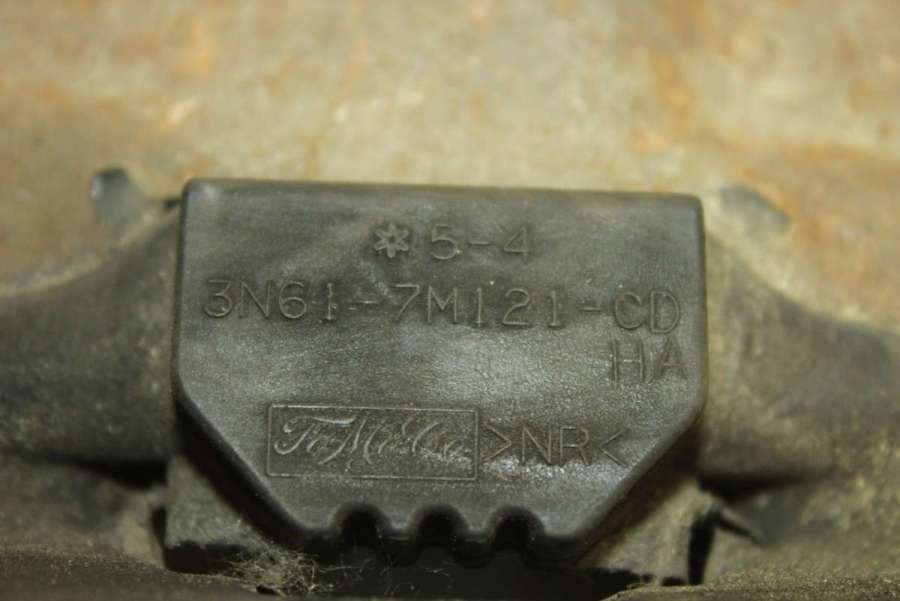 *5-4
3N61-7M121-CD
HA
FoMoCo >NR<